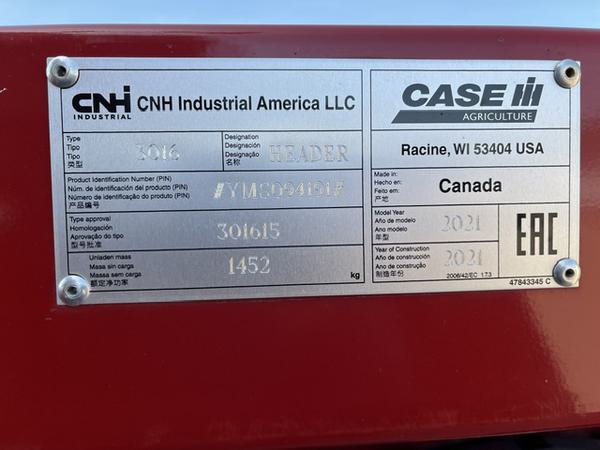 CNH INDUSTRIAL CNH Industrial America LLC
Type
Tipo
Tipo
类型
3016
Designation
Designación
Designação
名称
HEADER
Product Identification Number (PIN)
Núm. de identificación del producto (PIN)
Número de identificação do produto (PIN)
产品编号
//YMS094191//
Type approval
Homologación
Aprovação do tipo
型号批准
301615
Unladen mass
Masa sin carga
Massa sem carga
额定净功率
1452
kg
CASE IH
AGRICULTURE
Racine, WI 53404 USA
Made in:
Hecho en:
Feito em:
产地
Canada
Model Year
Año de modelo
Ano modelo
年型
2021
Year of Construction
Año de construcción
Ano de construção
制造年份
2021
2006/42/EC 1.7.3
EAC
47843345 C